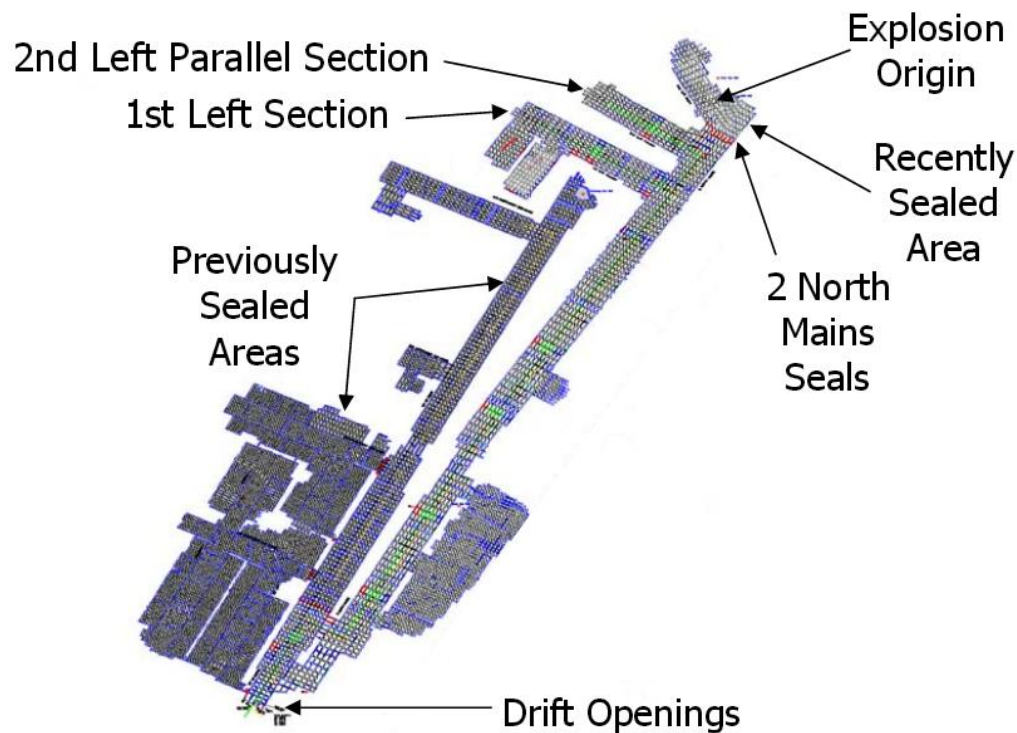 2nd Left Parallel Section
1st Left Section
Explosion
Origin
Recently
Sealed
Area
2 North
Mains
Seals
Previously
Sealed
Areas
Drift Openings